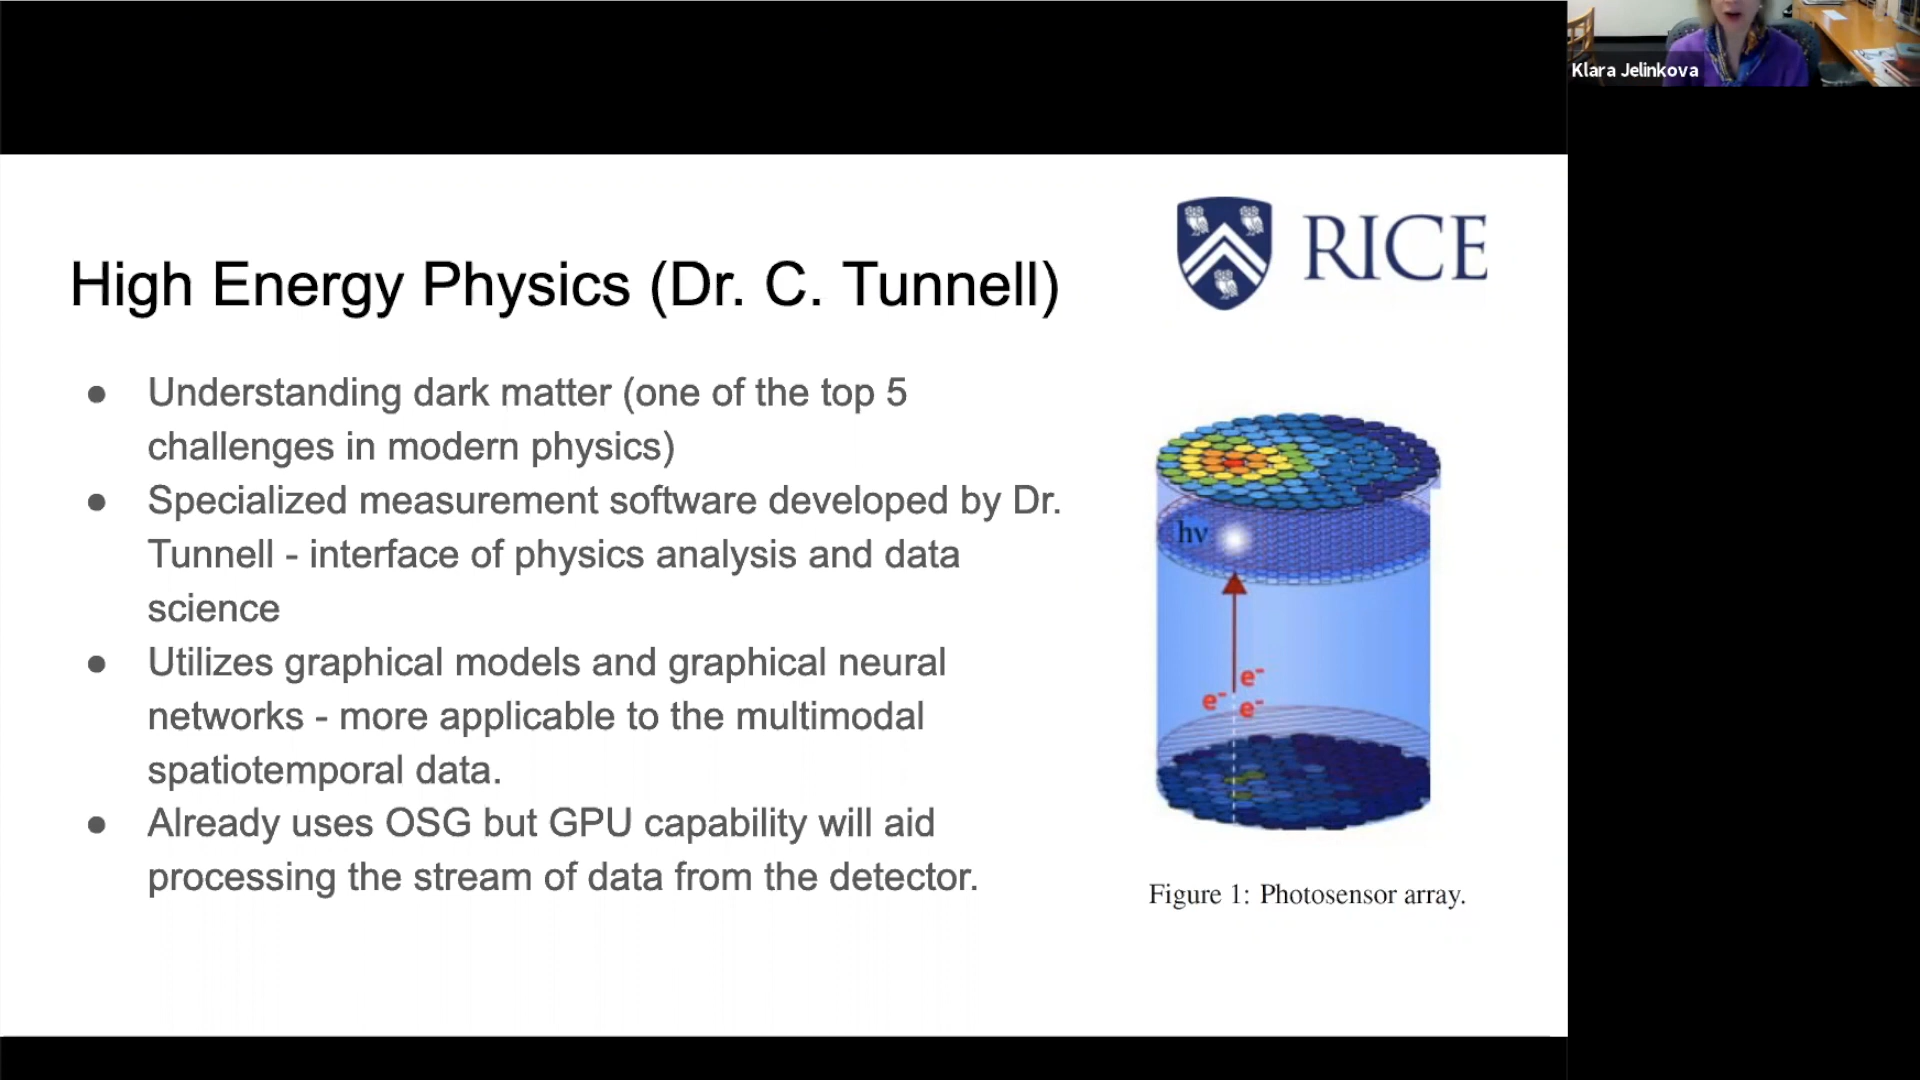 Klara Jelinkova
RICE
High Energy Physics (Dr. C. Tunnell)
● Understanding dark matter (one of the top 5
challenges in modern physics)
● Specialized measurement software developed by Dr.
Tunnell - interface of physics analysis and data
science
● Utilizes graphical models and graphical neural
networks - more applicable to the multimodal
spatiotemporal data.
● Already uses OSG but GPU capability will aid
processing the stream of data from the detector.
hν
e⁻
e⁻
e⁻
Figure 1: Photosensor array.